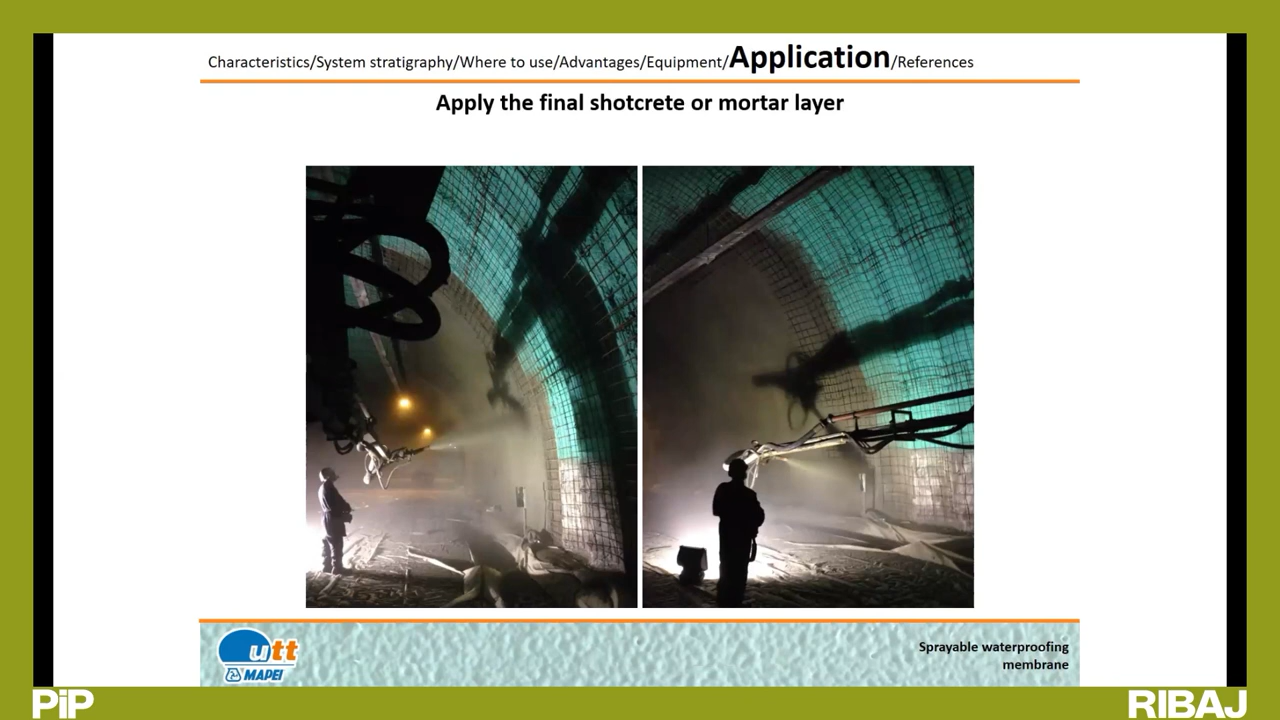 Characteristics/System stratigraphy/Where to use/Advantages/Equipment/Application/References
Apply the final shotcrete or mortar layer
utt
MAPEI
Sprayable waterproofing
membrane
PiP
RIBAJ